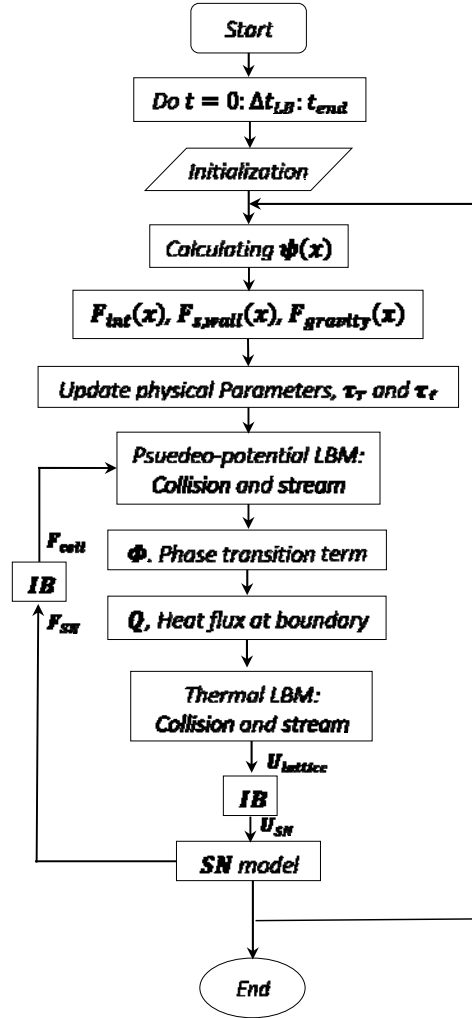 Start
Do t = 0: Δt_LB: t_end
Initialization
Calculating ψ(x)
F_int(x), F_s,wall(x), F_gravity(x)
Update physical Parameters, τ_T and τ_f
Psuedo-potential LBM:
Collision and stream
F_cell
Φ. Phase transition term
IB
F_SN
Q, Heat flux at boundary
Thermal LBM:
Collision and stream
U_lattice
IB
U_SN
SN model
End